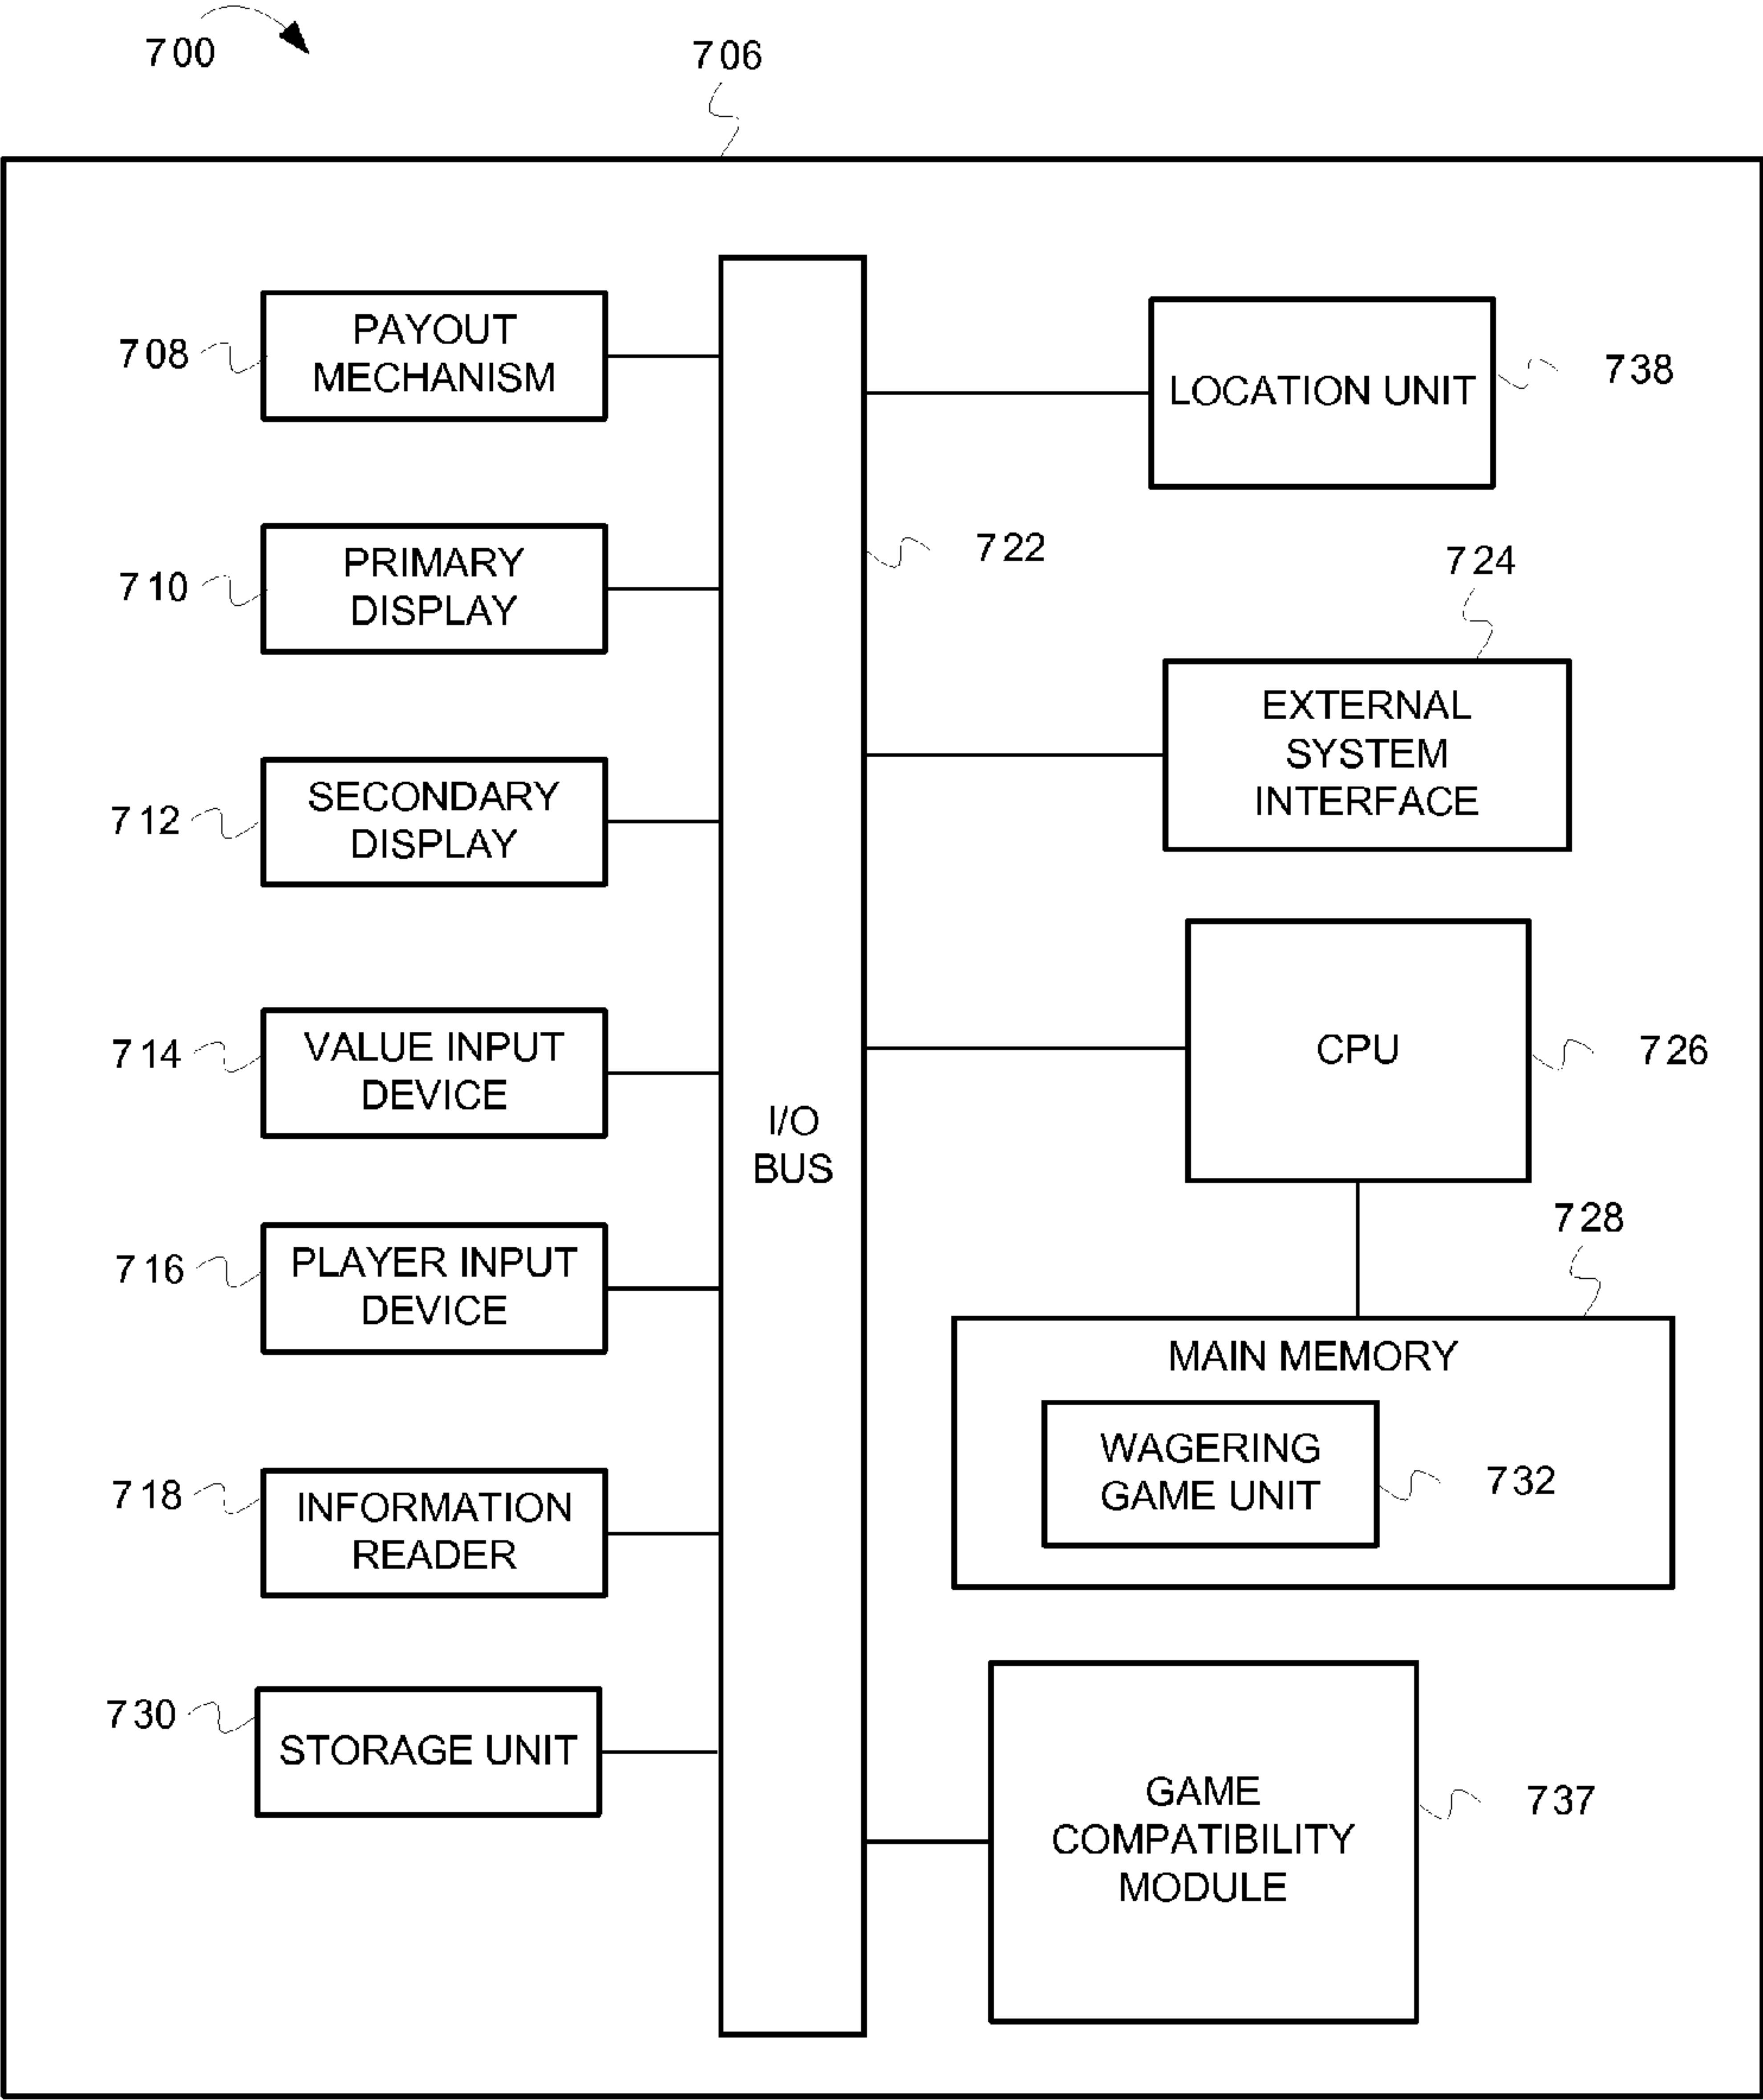 700
706
708
PAYOUT
MECHANISM
710
PRIMARY
DISPLAY
712
SECONDARY
DISPLAY
714
VALUE INPUT
DEVICE
716
PLAYER INPUT
DEVICE
718
INFORMATION
READER
730
STORAGE UNIT
I/O
BUS
722
LOCATION UNIT
738
724
EXTERNAL
SYSTEM
INTERFACE
CPU
726
728
MAIN MEMORY
WAGERING
GAME UNIT
732
GAME
COMPATIBILITY
MODULE
737